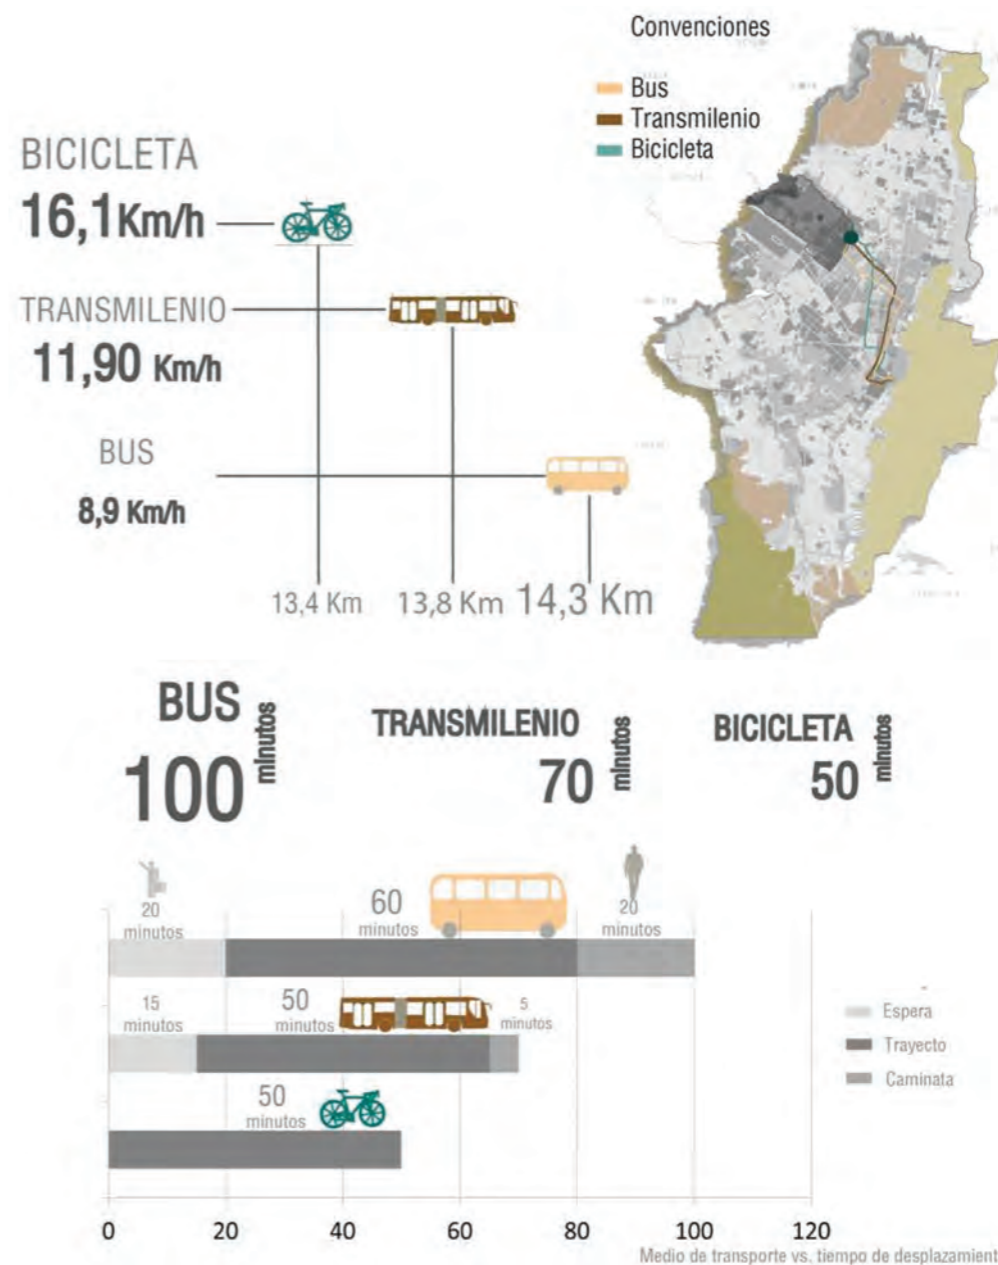 Convenciones
Bus
Transmilenio
Bicicleta
BICICLETA
16,1Km/h
TRANSMILENIO
11,90 Km/h
BUS
8,9 Km/h
13,4 Km
13,8 Km
14,3 Km
BUS
100
minutos
TRANSMILENIO
70
minutos
BICICLETA
50
minutos
20
minutos
60
minutos
20
minutos
15
minutos
50
minutos
5
minutos
50
minutos
Espera
Trayecto
Caminata
0
20
40
60
80
100
120
Medio de transporte vs. tiempo de desplazamient